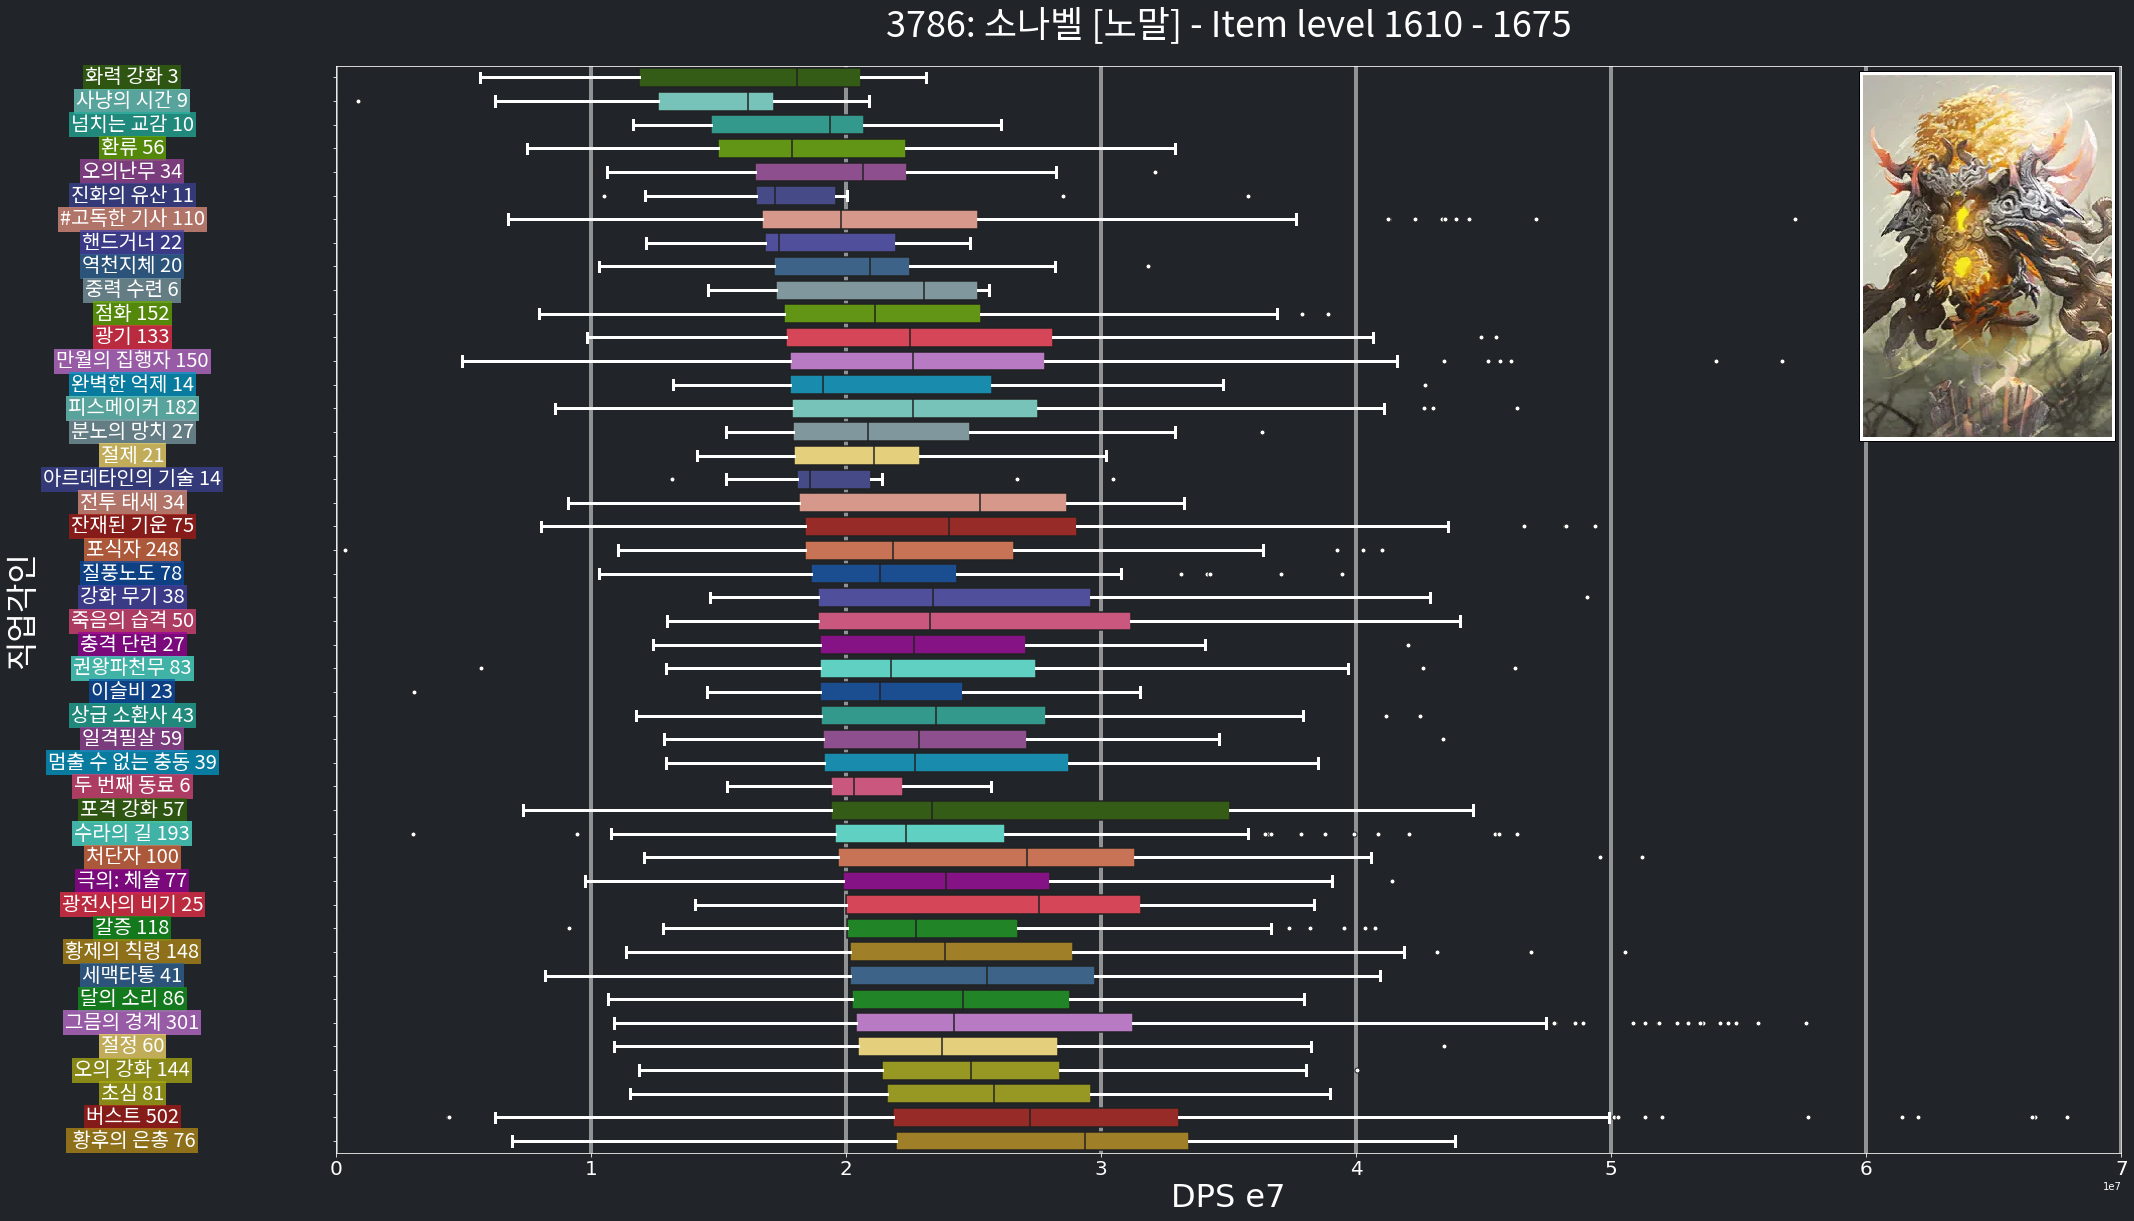 3786: 소나벨 [노말] - Item level 1610 - 1675
화력 강화 3
사냥의 시간 9
넘치는 교감 10
환류 56
오의난무 34
진화의 유산 11
#고독한 기사 110
핸드거너 22
역천지체 20
중력 수련 6
점화 152
광기 133
만월의 집행자 150
완벽한 억제 14
피스메이커 182
분노의 망치 27
절제 21
아르데타인의 기술 14
전투 태세 34
잔재된 기운 75
포식자 248
질풍노도 78
강화 무기 38
죽음의 습격 50
충격 단련 27
권왕파천무 83
이슬비 23
상급 소환사 43
일격필살 59
멈출 수 없는 충동 39
두 번째 동료 6
포격 강화 57
수라의 길 193
처단자 100
극의: 체술 77
광전사의 비기 25
갈증 118
황제의 칙령 148
세맥타통 41
달의 소리 86
그믐의 경계 301
절정 60
오의 강화 144
초심 81
버스트 502
황후의 은총 76
직업각인
0 1 2 3 4 5 6 7
1e7
DPS e7